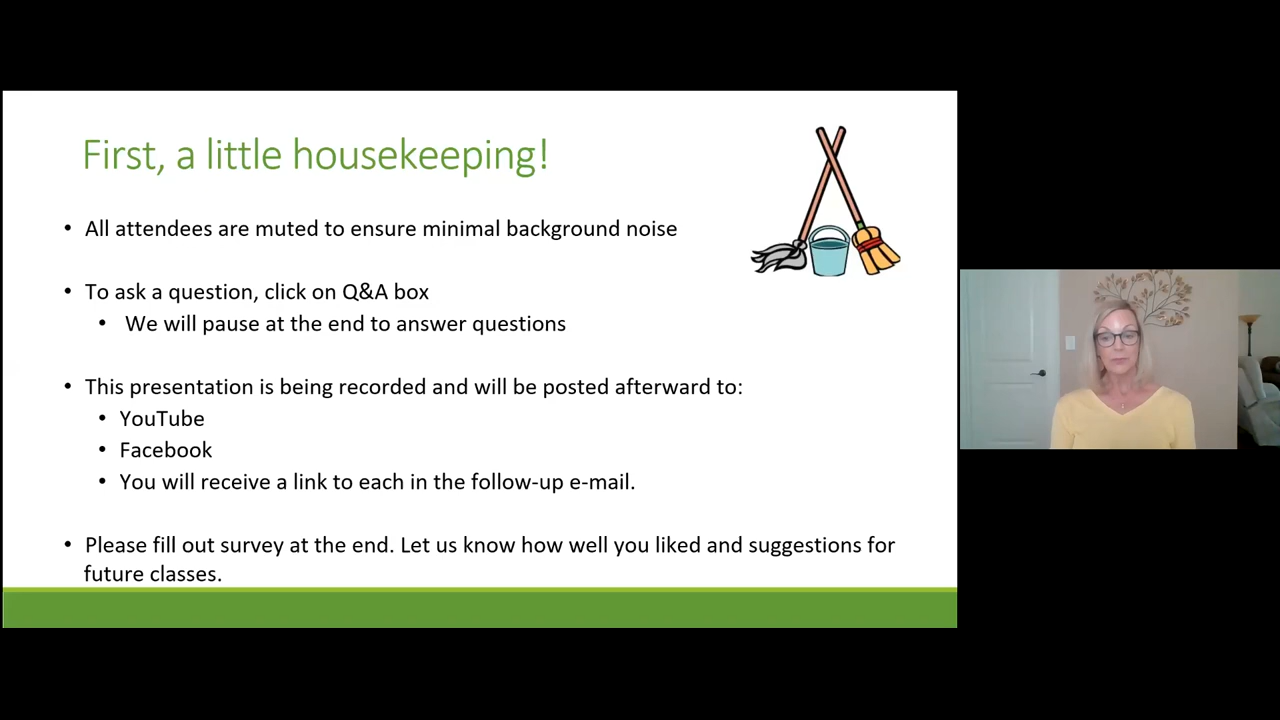 First, a little housekeeping!
• All attendees are muted to ensure minimal background noise
• To ask a question, click on Q&A box
• We will pause at the end to answer questions
• This presentation is being recorded and will be posted afterward to:
• YouTube
• Facebook
• You will receive a link to each in the follow-up e-mail.
• Please fill out survey at the end. Let us know how well you liked and suggestions for
future classes.